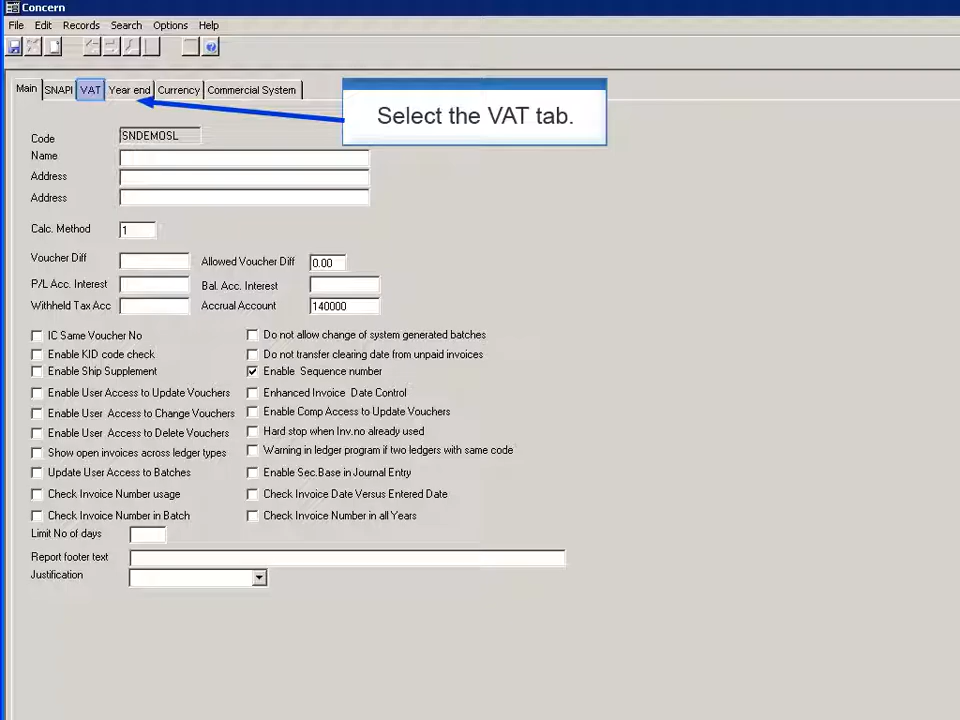 Concern
File Edit Records Search Options Help
Main SNAPI VAT Year end Currency Commercial System
Select the VAT tab.
Code SNDEMOSL
Name
Address
Address
Calc. Method 1
Voucher Diff Allowed Voucher Diff 0.00
P/L Acc. Interest Bal. Acc. Interest
Withheld Tax Acc Accrual Account 140000
IC Same Voucher No Do not allow change of system generated batches
Enable KID code check Do not transfer clearing date from unpaid invoices
Enable Ship Supplement Enable Sequence number
Enable User Access to Update Vouchers Enhanced Invoice Date Control
Enable User Access to Change Vouchers Enable Comp Access to Update Vouchers
Enable User Access to Delete Vouchers Hard stop when Inv.no already used
Show open invoices across ledger types Warning in ledger program if two ledgers with same code
Update User Access to Batches Enable Sec.Base in Journal Entry
Check Invoice Number usage Check Invoice Date Versus Entered Date
Check Invoice Number in Batch Check Invoice Number in all Years
Limit No of days
Report footer text
Justification